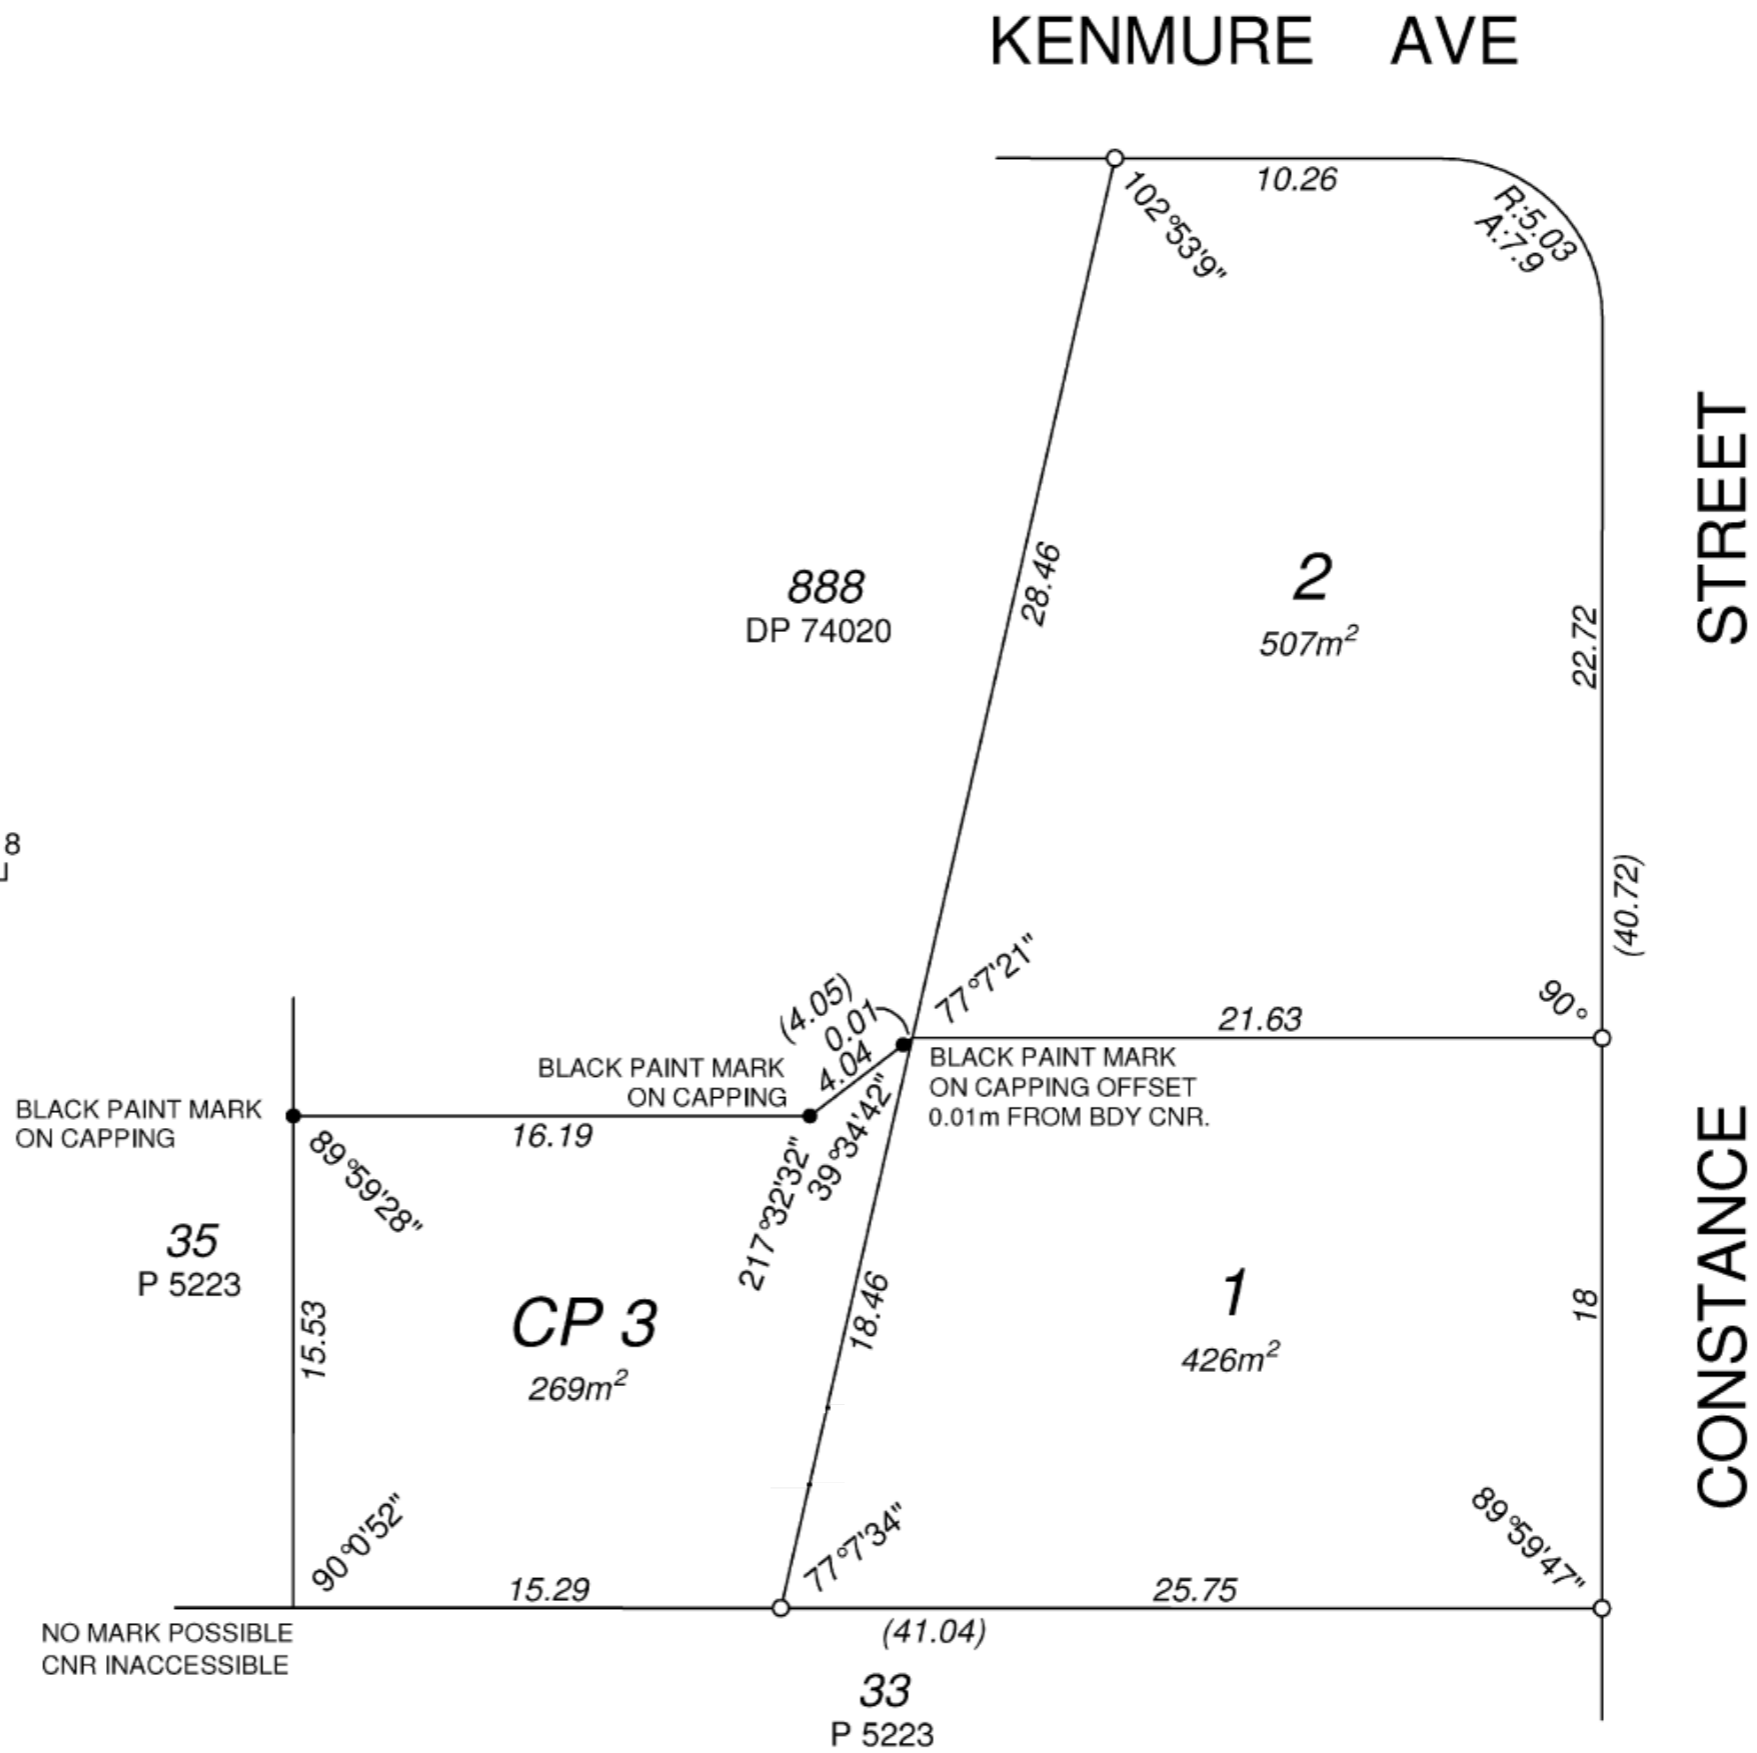 KENMURE AVE
10.26
R:5.03
A:7.9
102°53'9"
STREET
28.46
2
507m²
888
DP 74020
22.72
8
(40.72)
77°7'21"
90°
(4.05)
0.01
4.04
21.63
BLACK PAINT MARK
ON CAPPING
BLACK PAINT MARK
ON CAPPING OFFSET
0.01m FROM BDY CNR.
BLACK PAINT MARK
ON CAPPING
16.19
39°34'42"
217°32'32"
89°59'28"
CONSTANCE
35
P 5223
15.53
CP 3
269m²
18.46
1
426m²
18
90°0'52"
77°7'34"
89°59'47"
15.29
25.75
NO MARK POSSIBLE
CNR INACCESSIBLE
(41.04)
33
P 5223